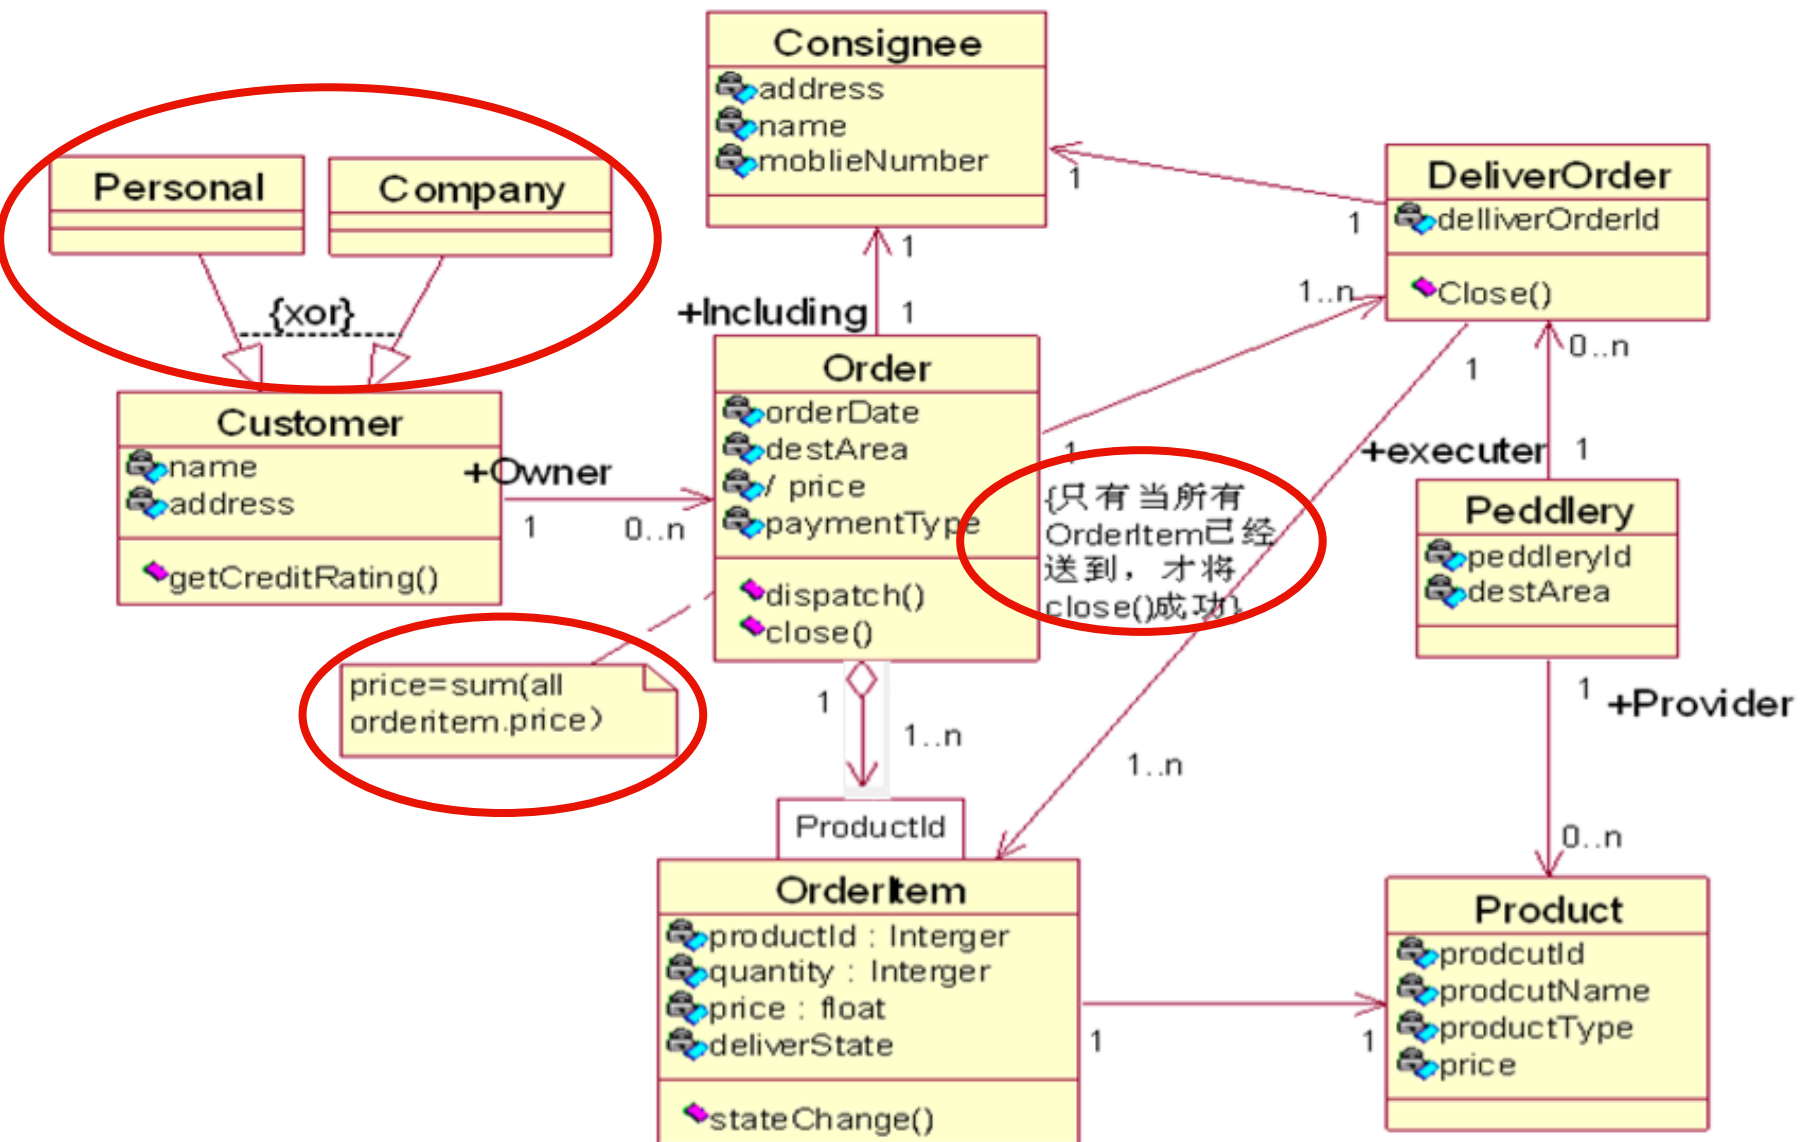 Consignee
address
name
moblieNumber
Personal
Company
{xor}
DeliverOrder
delliverOrderId
Close()
1
1
1
+Including
1
1..n
0..n
1
Order
orderDate
destArea
/ price
paymentType
dispatch()
close()
Customer
name
address
getCreditRating()
+Owner
1
0..n
1
{只有当所有
OrderItem已经
送到，才将
close()成功}
+executer
1
Peddlery
peddleryId
destArea
1
+Provider
price=sum(all
orderitem.price)
1
1..n
1..n
0..n
ProductId
OrderItem
productId : Interger
quantity : Interger
price : float
deliverState
stateChange()
1
1
Product
prodcutId
prodcutName
productType
price